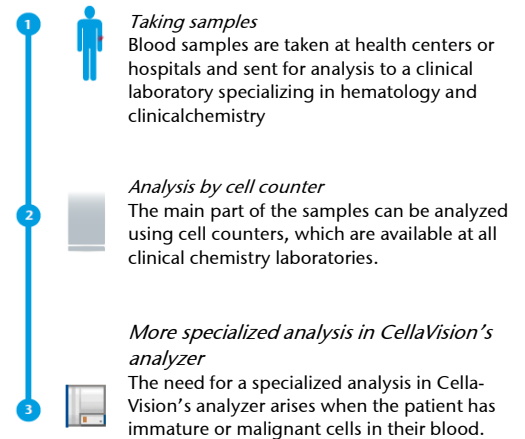 1
Taking samples
Blood samples are taken at health centers or
hospitals and sent for analysis to a clinical
laboratory specializing in hematology and
clinicalchemistry
2
Analysis by cell counter
The main part of the samples can be analyzed
using cell counters, which are available at all
clinical chemistry laboratories.
More specialized analysis in CellaVision's
analyzer
3
The need for a specialized analysis in Cella-
Vision's analyzer arises when the patient has
immature or malignant cells in their blood.